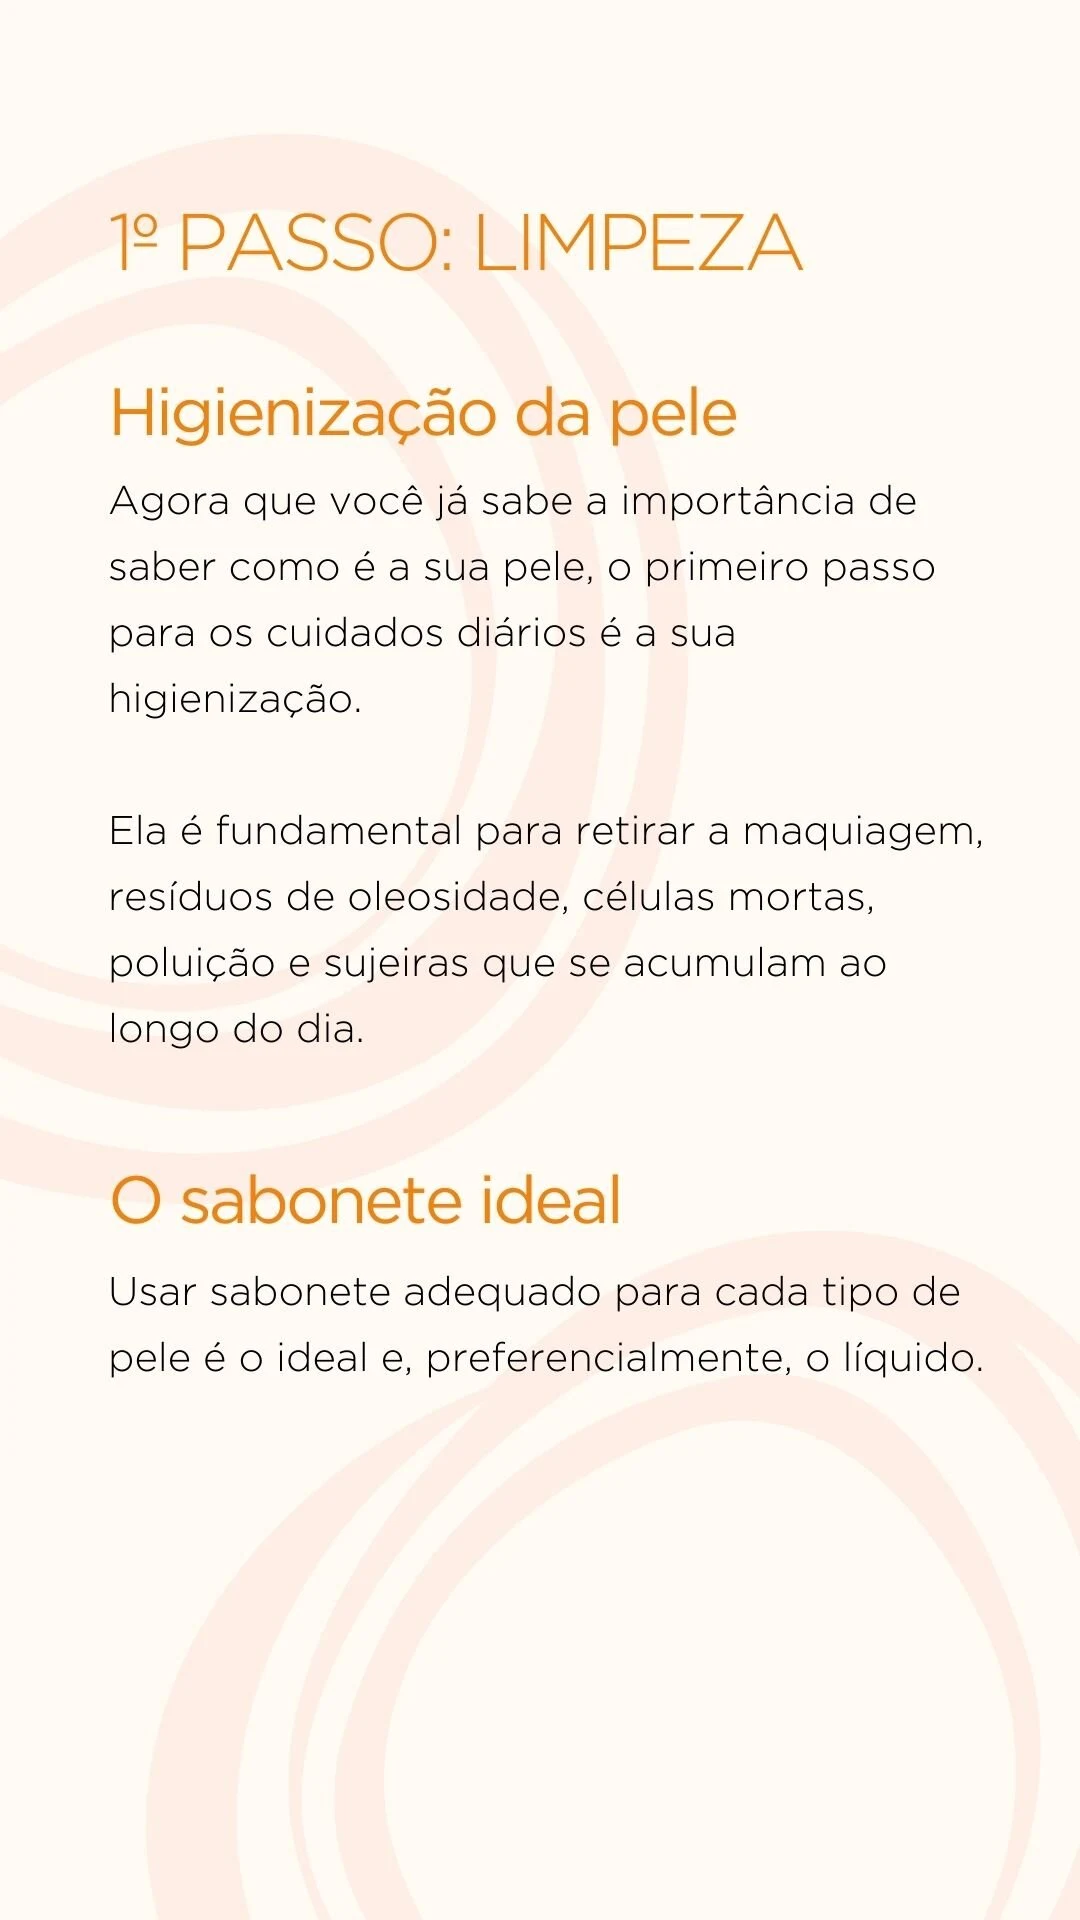 1º PASSO: LIMPEZA
Higienização da pele
Agora que você já sabe a importância de
saber como é a sua pele, o primeiro passo
para os cuidados diários é a sua
higienização.
Ela é fundamental para retirar a maquiagem,
resíduos de oleosidade, células mortas,
poluição e sujeiras que se acumulam ao
longo do dia.
O sabonete ideal
Usar sabonete adequado para cada tipo de
pele é o ideal e, preferencialmente, o líquido.